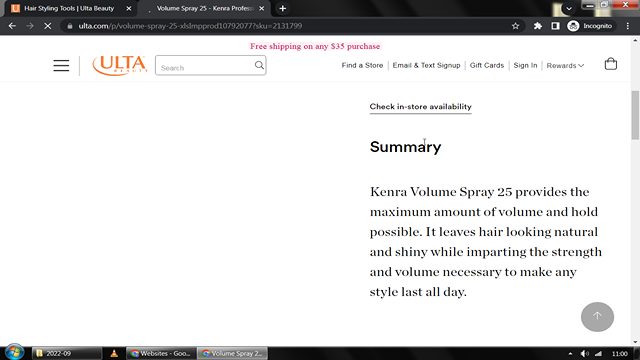 Hair Styling Tools | Ulta Beauty
Volume Spray 25 - Kenra Profess
ulta.com/p/volume-spray-25-xlsImpprod10792077?sku=2131799
Incognito
Free shipping on any $35 purchase
ULTA
BEAUTY
Search
Find a Store
Email & Text Signup
Gift Cards
Sign In
Rewards
Check in-store availability
Summary
Kenra Volume Spray 25 provides the
maximum amount of volume and hold
possible. It leaves hair looking natural
and shiny while imparting the strength
and volume necessary to make any
style last all day.
2022-09
Websites - Goo...
Volume Spray 2...
11:00